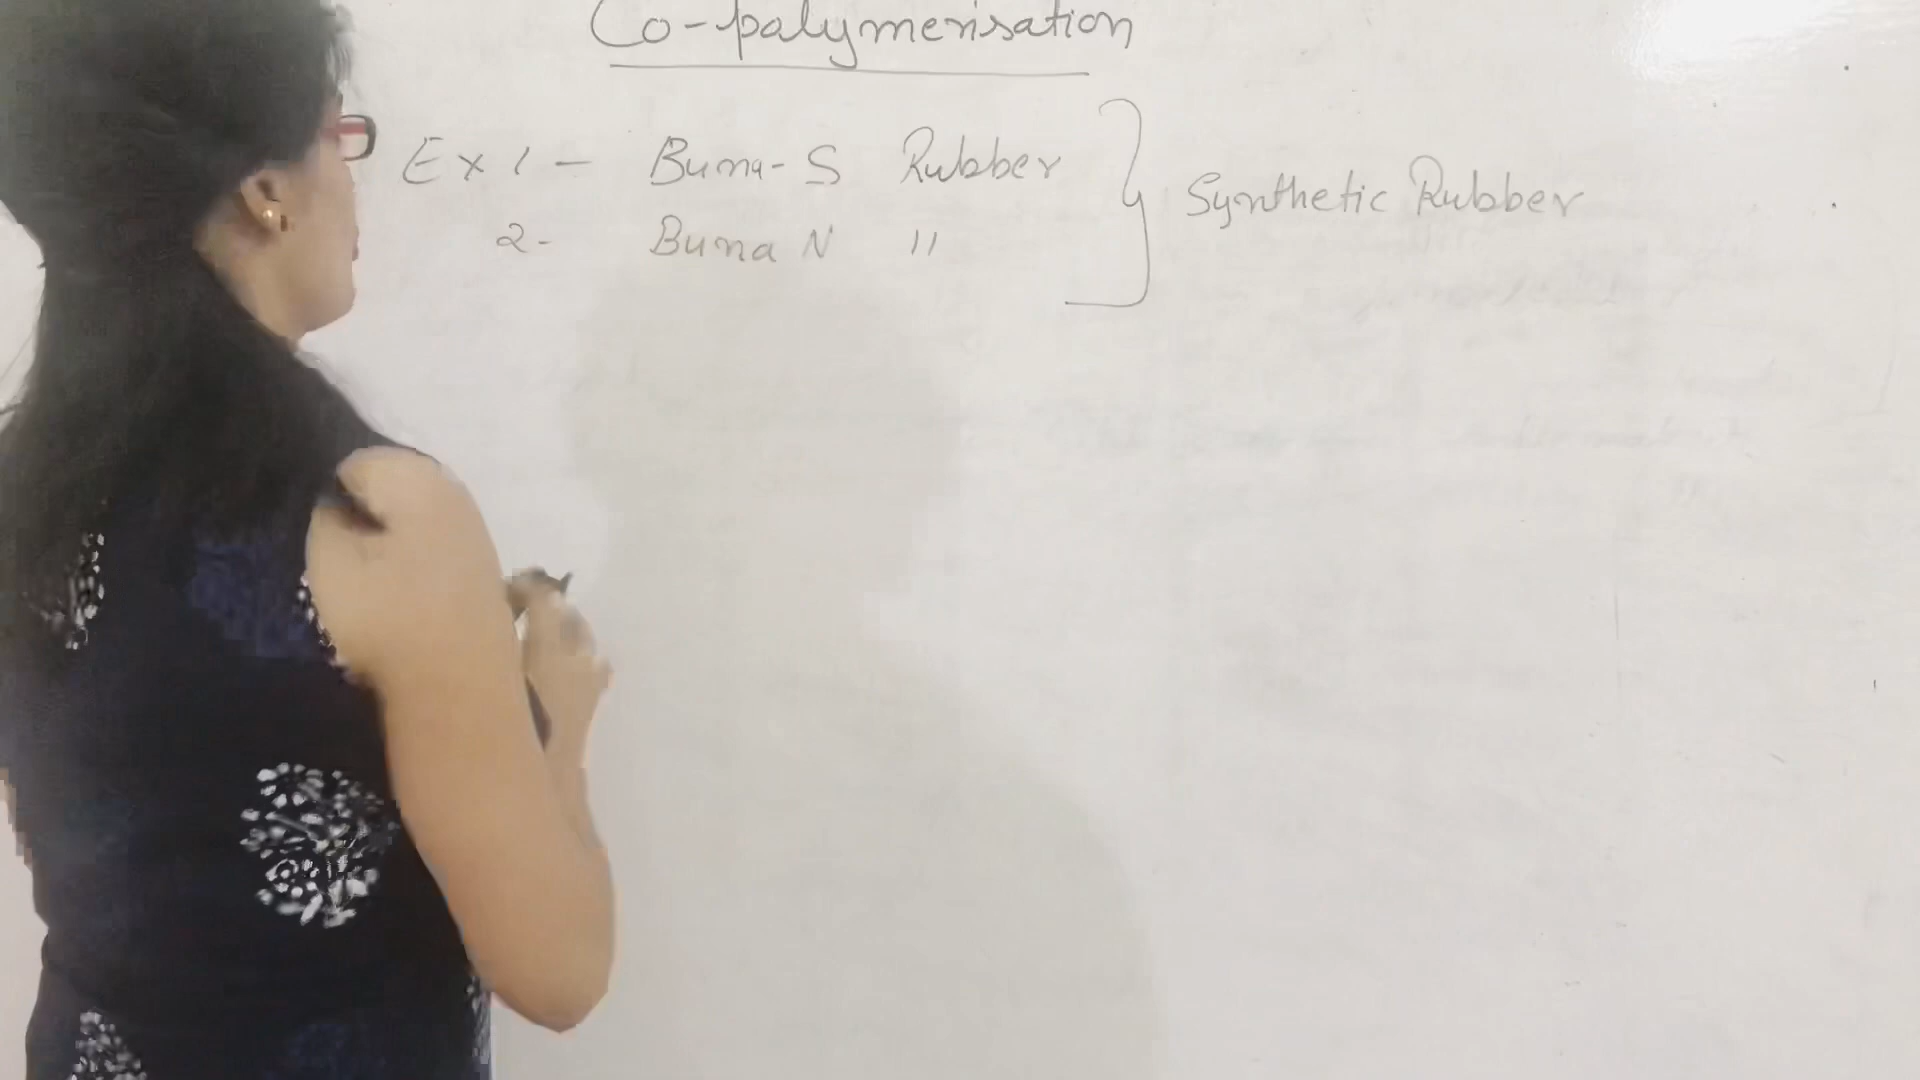 Co-polymerisation
Ex 1 - Buna-S Rubber
2- Buna N "
Synthetic Rubber